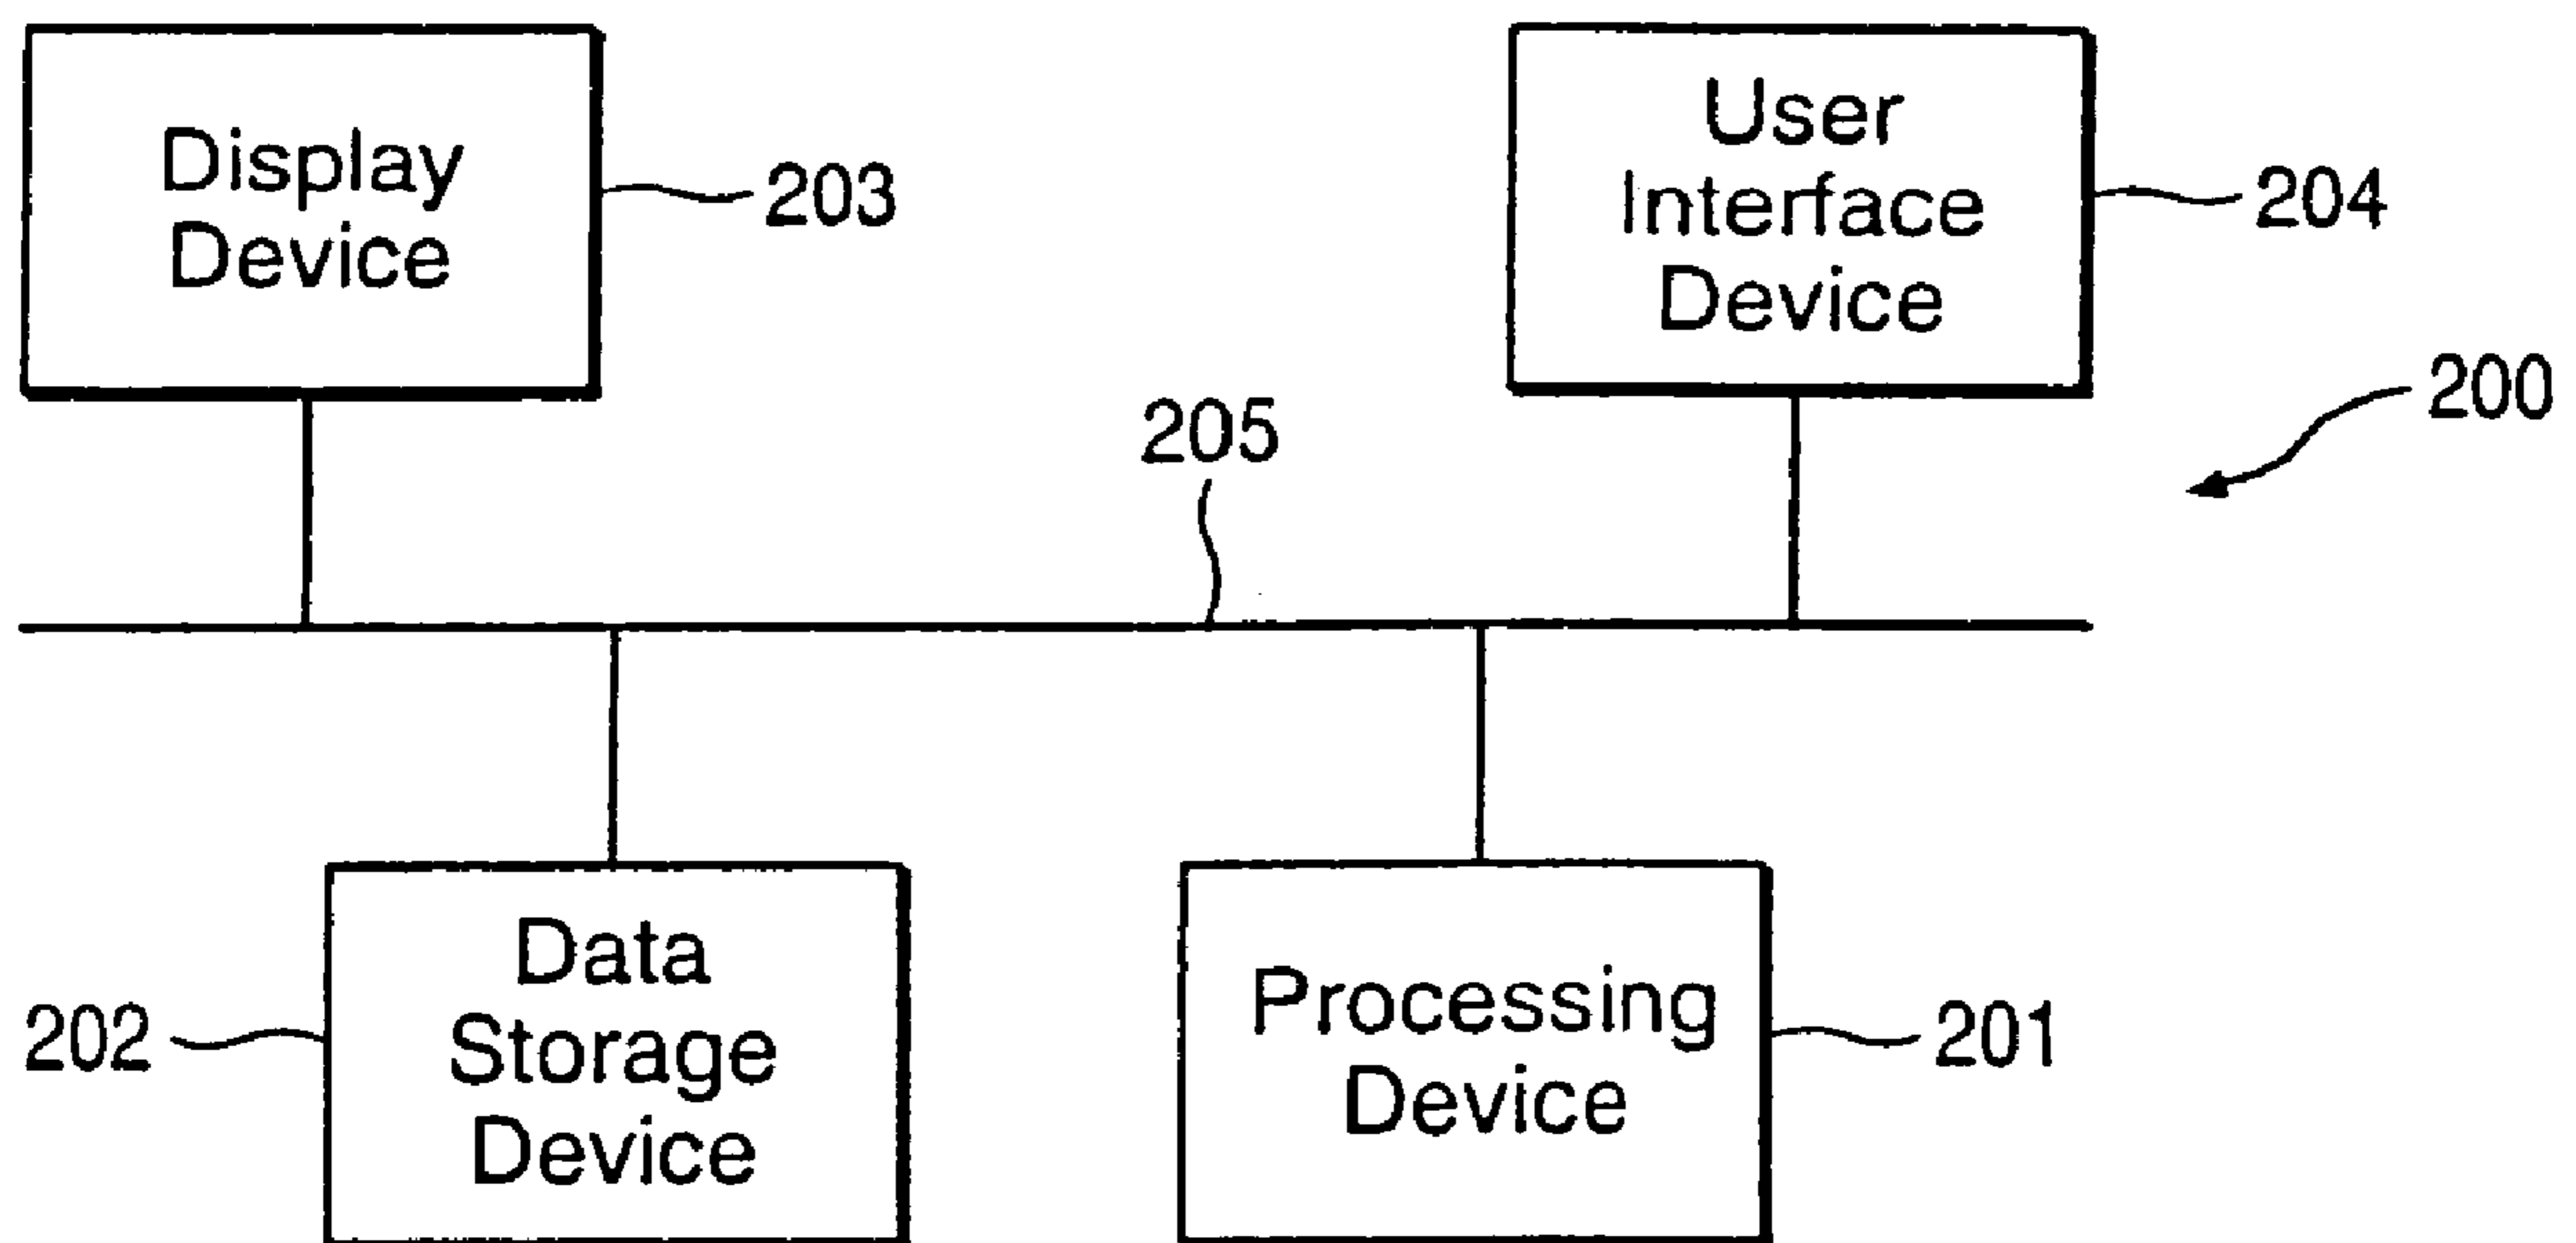 Display
Device
203
User
Interface
Device
204
200
205
Data
Storage
Device
202
Processing
Device
201